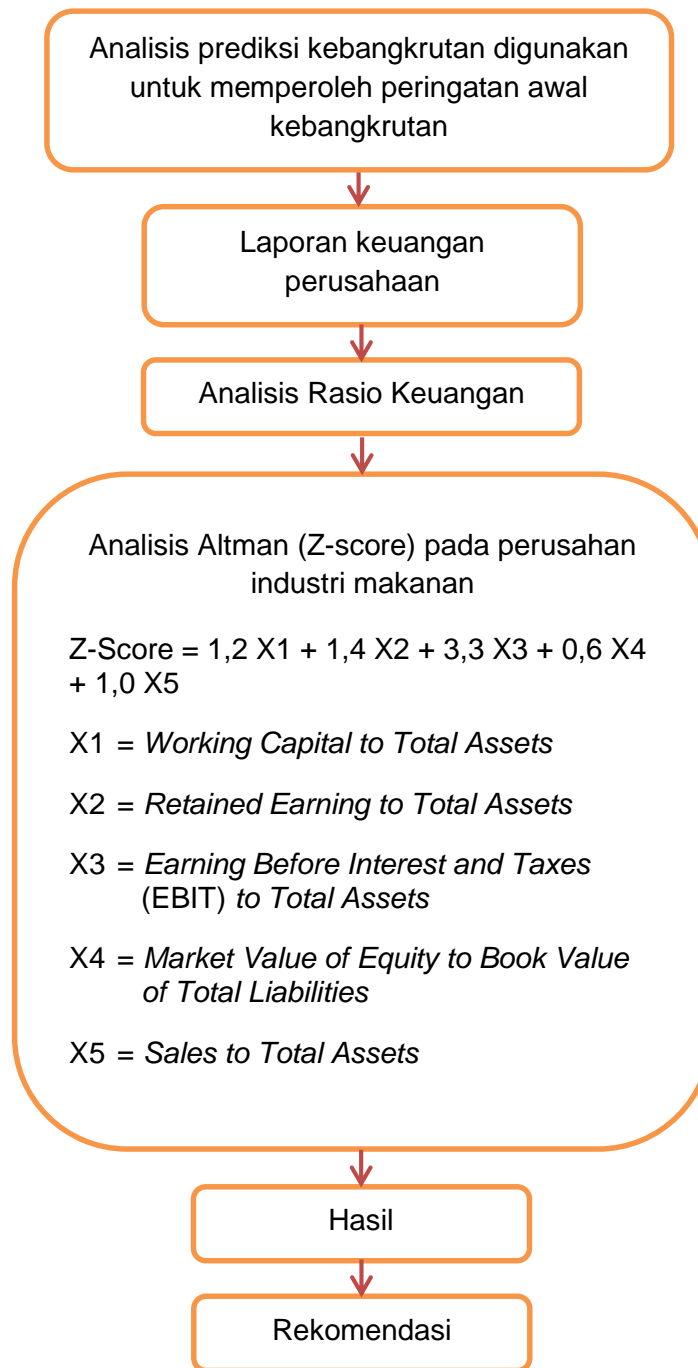 Analisis prediksi kebangkrutan digunakan
untuk memperoleh peringatan awal
kebangkrutan
Laporan keuangan
perusahaan
Analisis Rasio Keuangan
Analisis Altman (Z-score) pada perusahan
industri makanan
Z-Score = 1,2 X1 + 1,4 X2 + 3,3 X3 + 0,6 X4
+ 1,0 X5
X1 = Working Capital to Total Assets
X2 = Retained Earning to Total Assets
X3 = Earning Before Interest and Taxes
(EBIT) to Total Assets
X4 = Market Value of Equity to Book Value
of Total Liabilities
X5 = Sales to Total Assets
Hasil
Rekomendasi